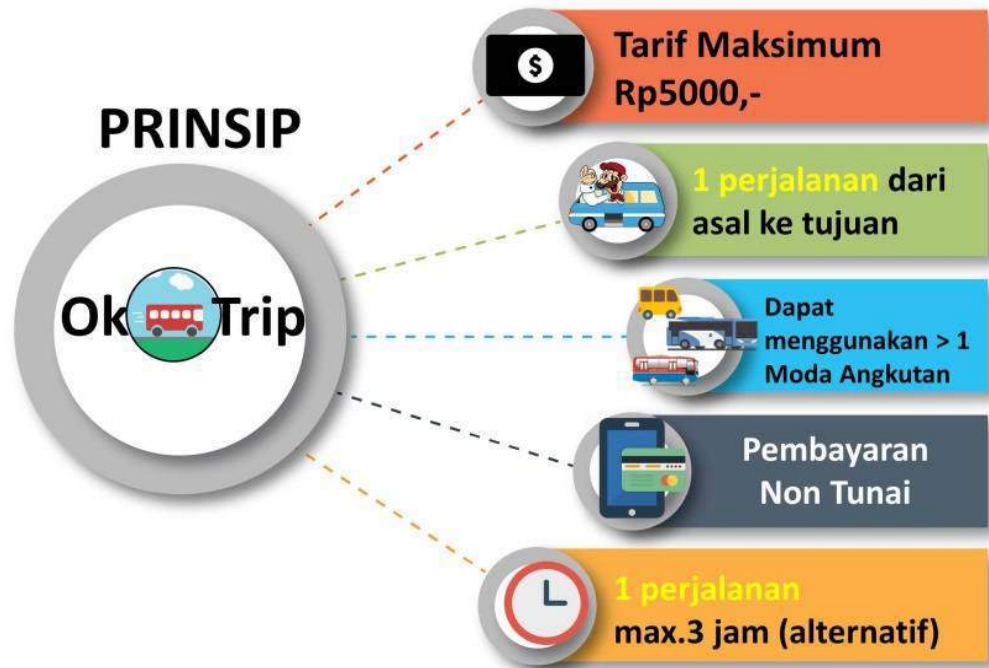 PRINSIP
Ok Trip
$
Tarif Maksimum
Rp5000,-
1 perjalanan dari
asal ke tujuan
Dapat
menggunakan > 1
Moda Angkutan
Pembayaran
Non Tunai
1 perjalanan
max.3 jam (alternatif)